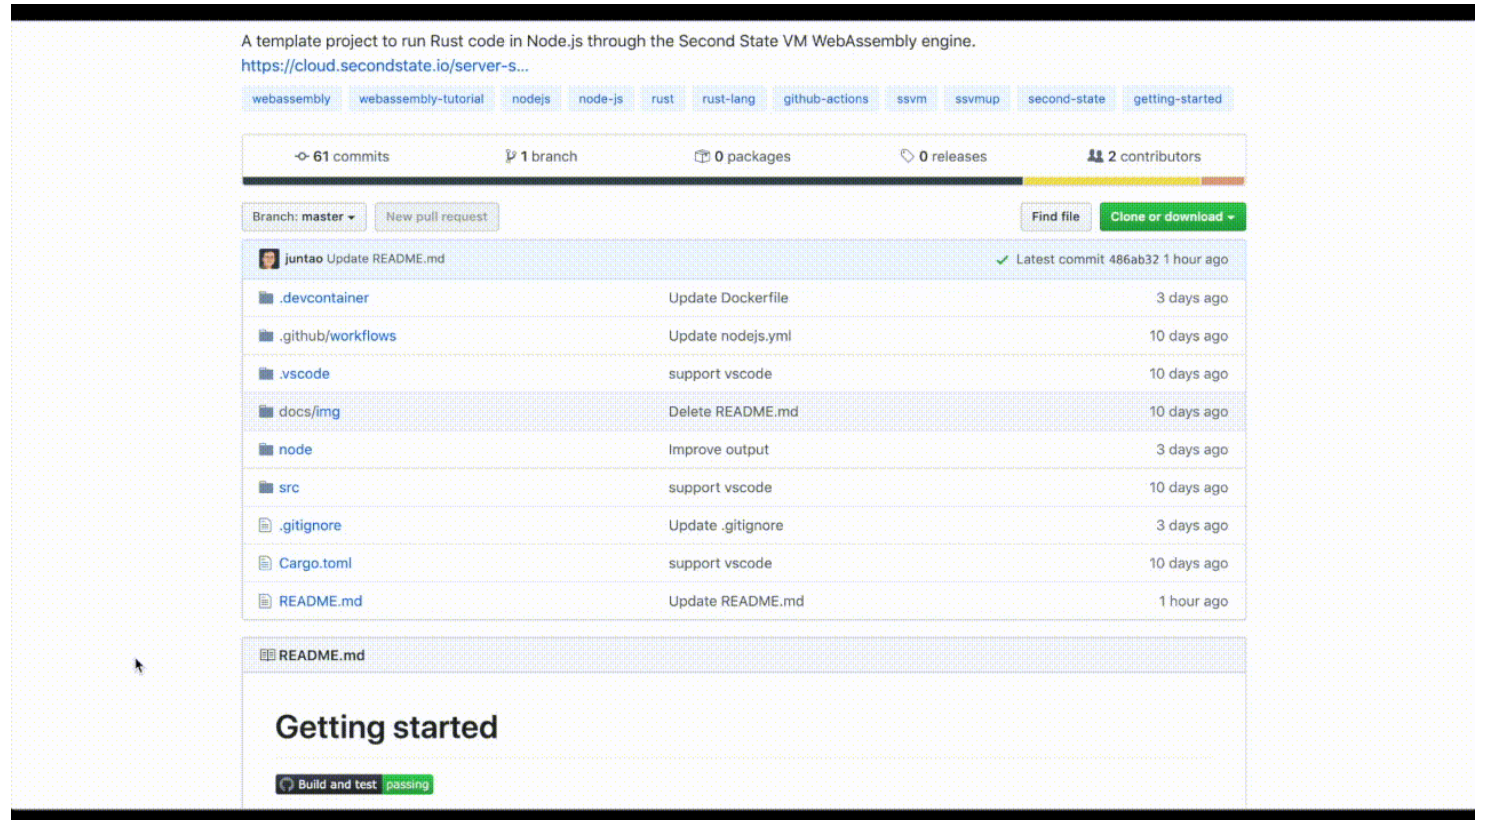 A template project to run Rust code in Node.js through the Second State VM WebAssembly engine.
https://cloud.secondstate.io/server-s...
webassembly webassembly-tutorial nodejs node-js rust rust-lang github-actions ssvm ssvmup second-state getting-started
61 commits 1 branch 0 packages 0 releases 2 contributors
Branch: master New pull request Find file Clone or download
juntao Update README.md Latest commit 486ab32 1 hour ago
.devcontainer Update Dockerfile 3 days ago
.github/workflows Update nodejs.yml 10 days ago
.vscode support vscode 10 days ago
docs/img Delete README.md 10 days ago
node Improve output 3 days ago
src support vscode 10 days ago
.gitignore Update .gitignore 3 days ago
Cargo.toml support vscode 10 days ago
README.md Update README.md 1 hour ago
README.md
Getting started
Build and test passing